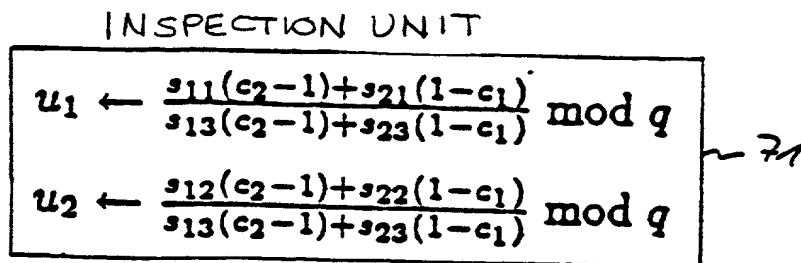 INSPECTION UNIT
u₁ ← s₁₁(c₂−1)+s₂₁(1−c₁) / s₁₃(c₂−1)+s₂₃(1−c₁) mod q
~ 71
u₂ ← s₁₂(c₂−1)+s₂₂(1−c₁) / s₁₃(c₂−1)+s₂₃(1−c₁) mod q